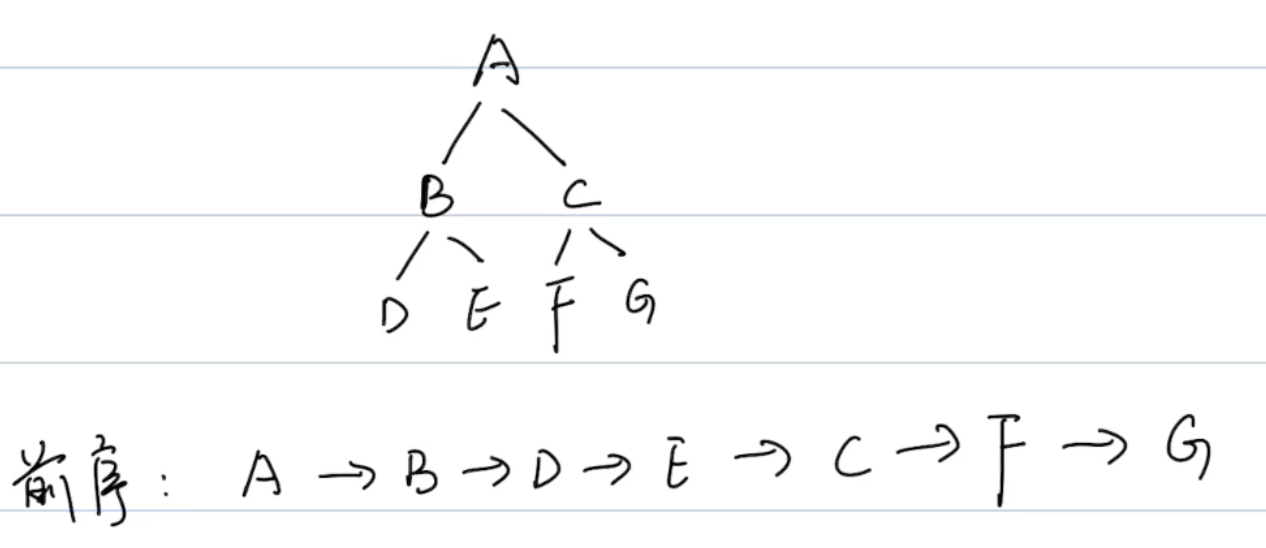 A
B C
D E F G
前序: A → B → D → E → C → F → G